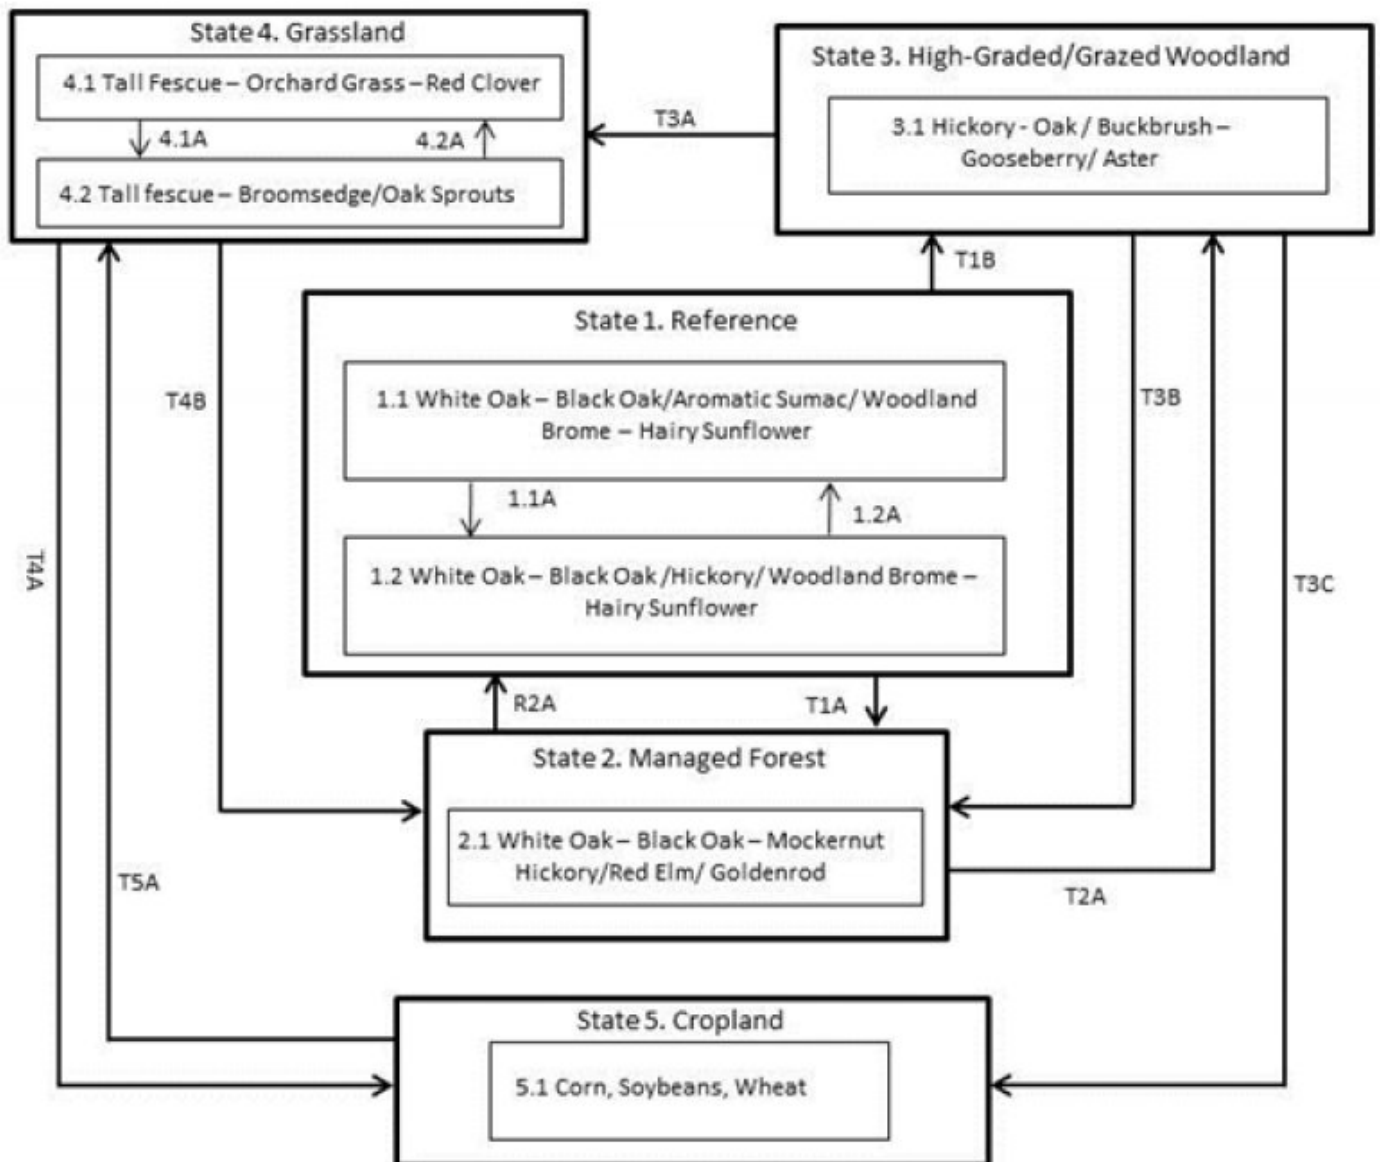 State 4. Grassland
4.1 Tall Fescue – Orchard Grass – Red Clover
4.1A
4.2A
4.2 Tall fescue – Broomsedge/Oak Sprouts
T3A
State 3. High-Graded/Grazed Woodland
3.1 Hickory - Oak / Buckbrush –
Gooseberry/ Aster
T1B
State 1. Reference
1.1 White Oak – Black Oak/Aromatic Sumac/ Woodland
Brome – Hairy Sunflower
1.1A
1.2A
1.2 White Oak – Black Oak /Hickory/ Woodland Brome –
Hairy Sunflower
T4B
T3B
T4A
T3C
R2A
T1A
State 2. Managed Forest
2.1 White Oak – Black Oak – Mockernut
Hickory/Red Elm/ Goldenrod
T5A
T2A
State 5. Cropland
5.1 Corn, Soybeans, Wheat